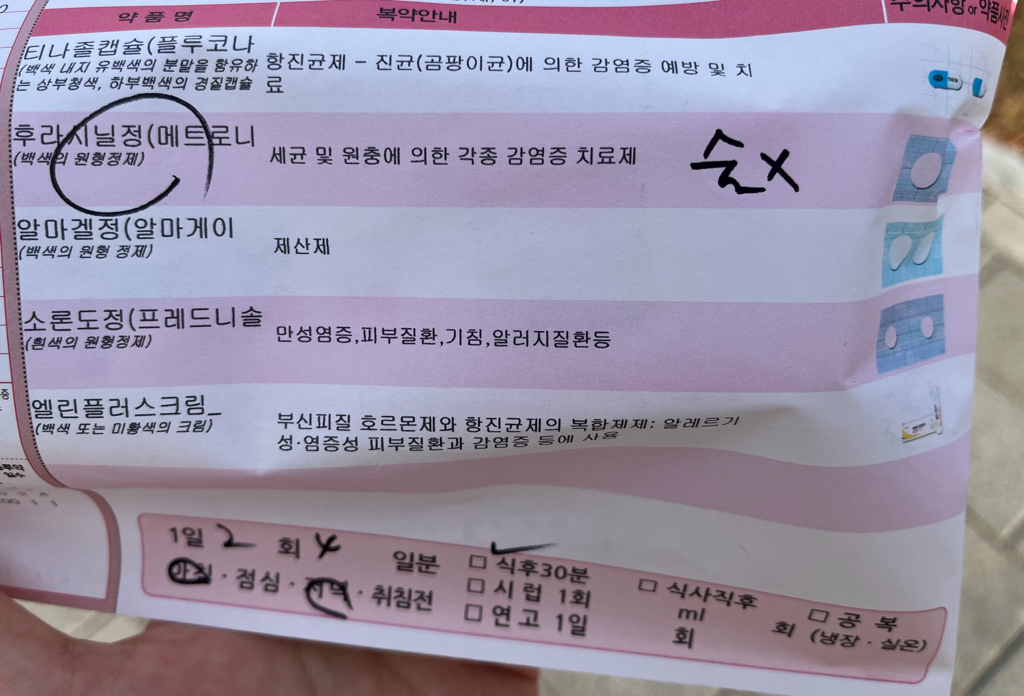 약 품 명 복약안내 주의사항 or 약품사진
티나졸캡슐(플루코나
(백색 내지 유백색의 분말을 함유하
는 상부청색, 하부백색의 경질캡슐
항진균제 - 진균(곰팡이균)에 의한 감염증 예방 및 치
료
후라시닐정(메트로니
(백색의 원형정제)
세균 및 원충에 의한 각종 감염증 치료제
술x
알마겔정(알마게이
(백색의 원형 정제)
제산제
소론도정(프레드니솔
(흰색의 원형정제)
만성염증,피부질환,기침,알러지질환등
엘린플러스크림_
(백색 또는 미황색의 크림)
부신피질 호르몬제와 항진균제의 복합제제: 알레르기
성·염증성 피부질환과 감염증 등에 사용
1일 2 회 4 일분
아침 · 점심 · 저녁 · 취침전
□ 식후30분
□ 시럽 1회 ml
□ 연고 1일 회
□ 식사직후
회
□ 공 복
(냉장 · 실온)